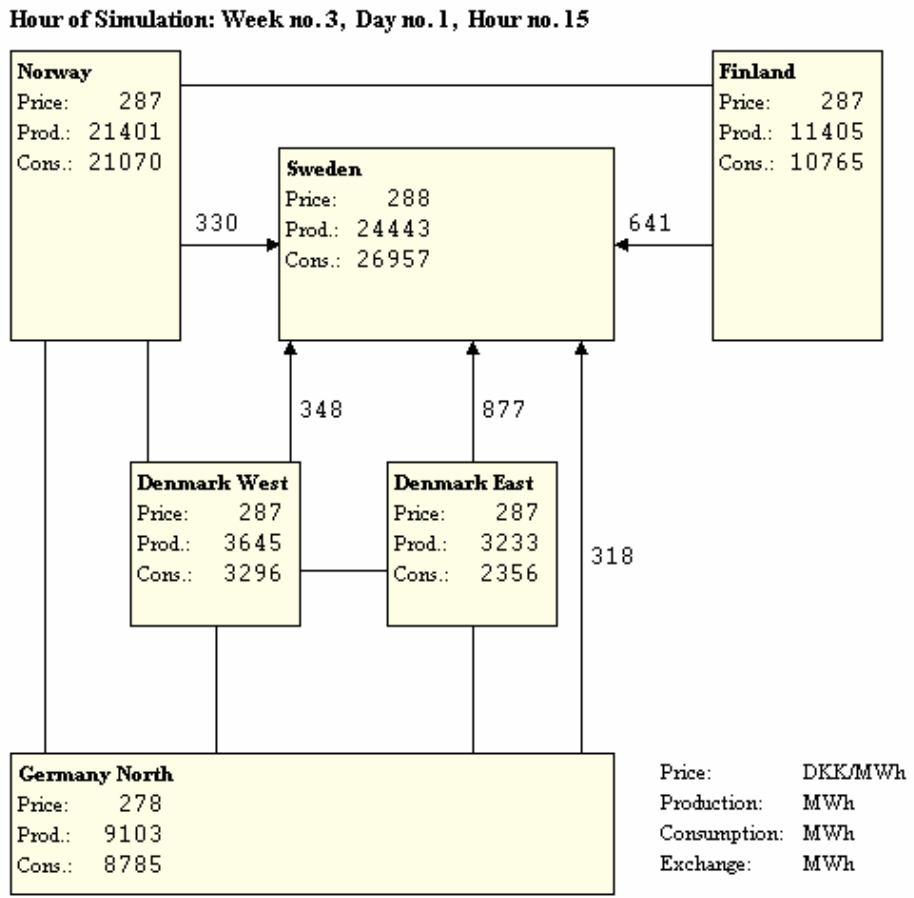 Hour of Simulation: Week no. 3, Day no. 1, Hour no. 15
Norway
Price: 287
Prod.: 21401
Cons.: 21070
Finland
Price: 287
Prod.: 11405
Cons.: 10765
Sweden
Price: 288
Prod.: 24443
Cons.: 26957
330
641
348
877
Denmark West
Price: 287
Prod.: 3645
Cons.: 3296
Denmark East
Price: 287
Prod.: 3233
Cons.: 2356
318
Germany North
Price: 278
Prod.: 9103
Cons.: 8785
Price: DKK/MWh
Production: MWh
Consumption: MWh
Exchange: MWh